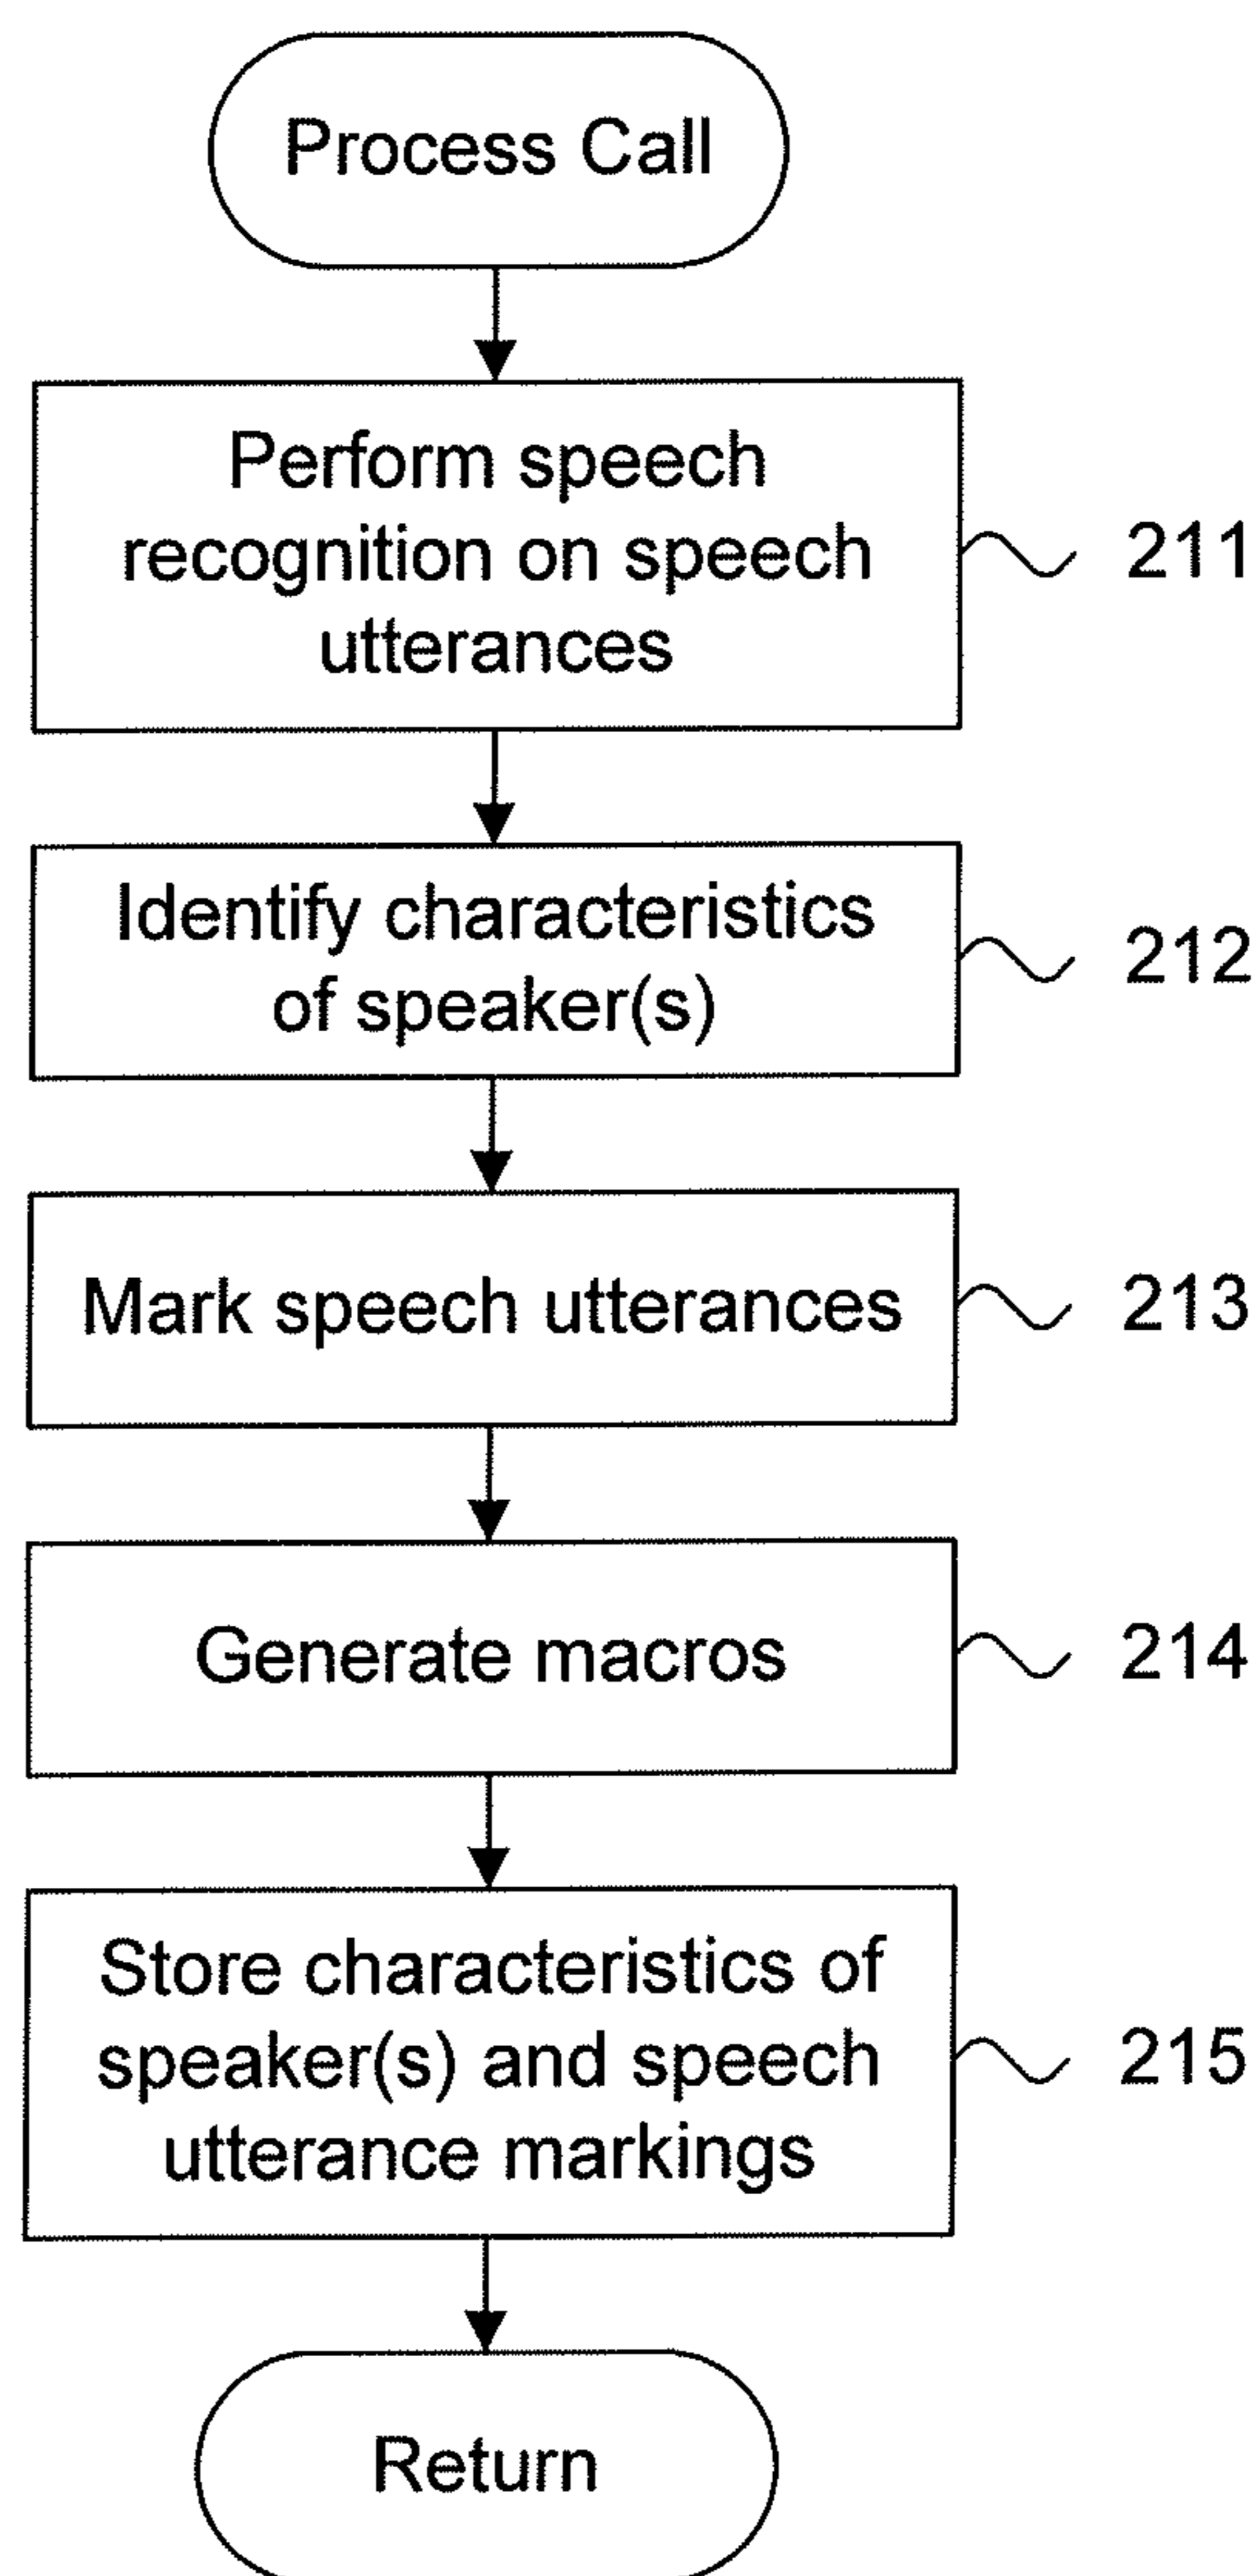 Process Call
Perform speech
recognition on speech
utterances
211
Identify characteristics
of speaker(s)
212
Mark speech utterances
213
Generate macros
214
Store characteristics of
speaker(s) and speech
utterance markings
215
Return